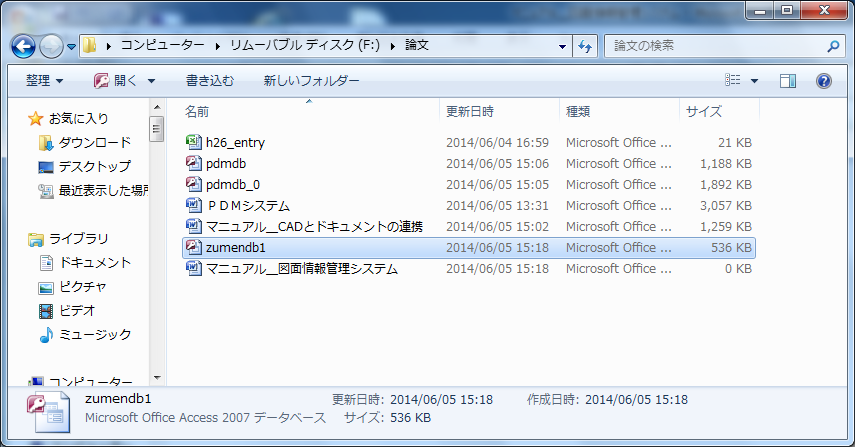 コンピューター ▸ リムーバブル ディスク (F:) ▸ 論文
論文の検索
整理 開く 書き込む 新しいフォルダー
名前 更新日時 種類 サイズ
お気に入り
ダウンロード
デスクトップ
最近表示した場所
ライブラリ
ドキュメント
ピクチャ
ビデオ
ミュージック
コンピューター
h26_entry 2014/06/04 16:59 Microsoft Office ... 21 KB
pdmdb 2014/06/05 15:06 Microsoft Office ... 1,188 KB
pdmdb_0 2014/06/05 15:05 Microsoft Office ... 1,892 KB
ＰＤＭシステム 2014/06/05 13:31 Microsoft Office ... 3,057 KB
マニュアル__CADとドキュメントの連携 2014/06/05 15:02 Microsoft Office ... 1,259 KB
zumendb1 2014/06/05 15:18 Microsoft Office ... 536 KB
マニュアル__図面情報管理システム 2014/06/05 15:18 Microsoft Office ... 0 KB
zumendb1 更新日時: 2014/06/05 15:18 作成日時: 2014/06/05 15:18
Microsoft Office Access 2007 データベース サイズ: 536 KB